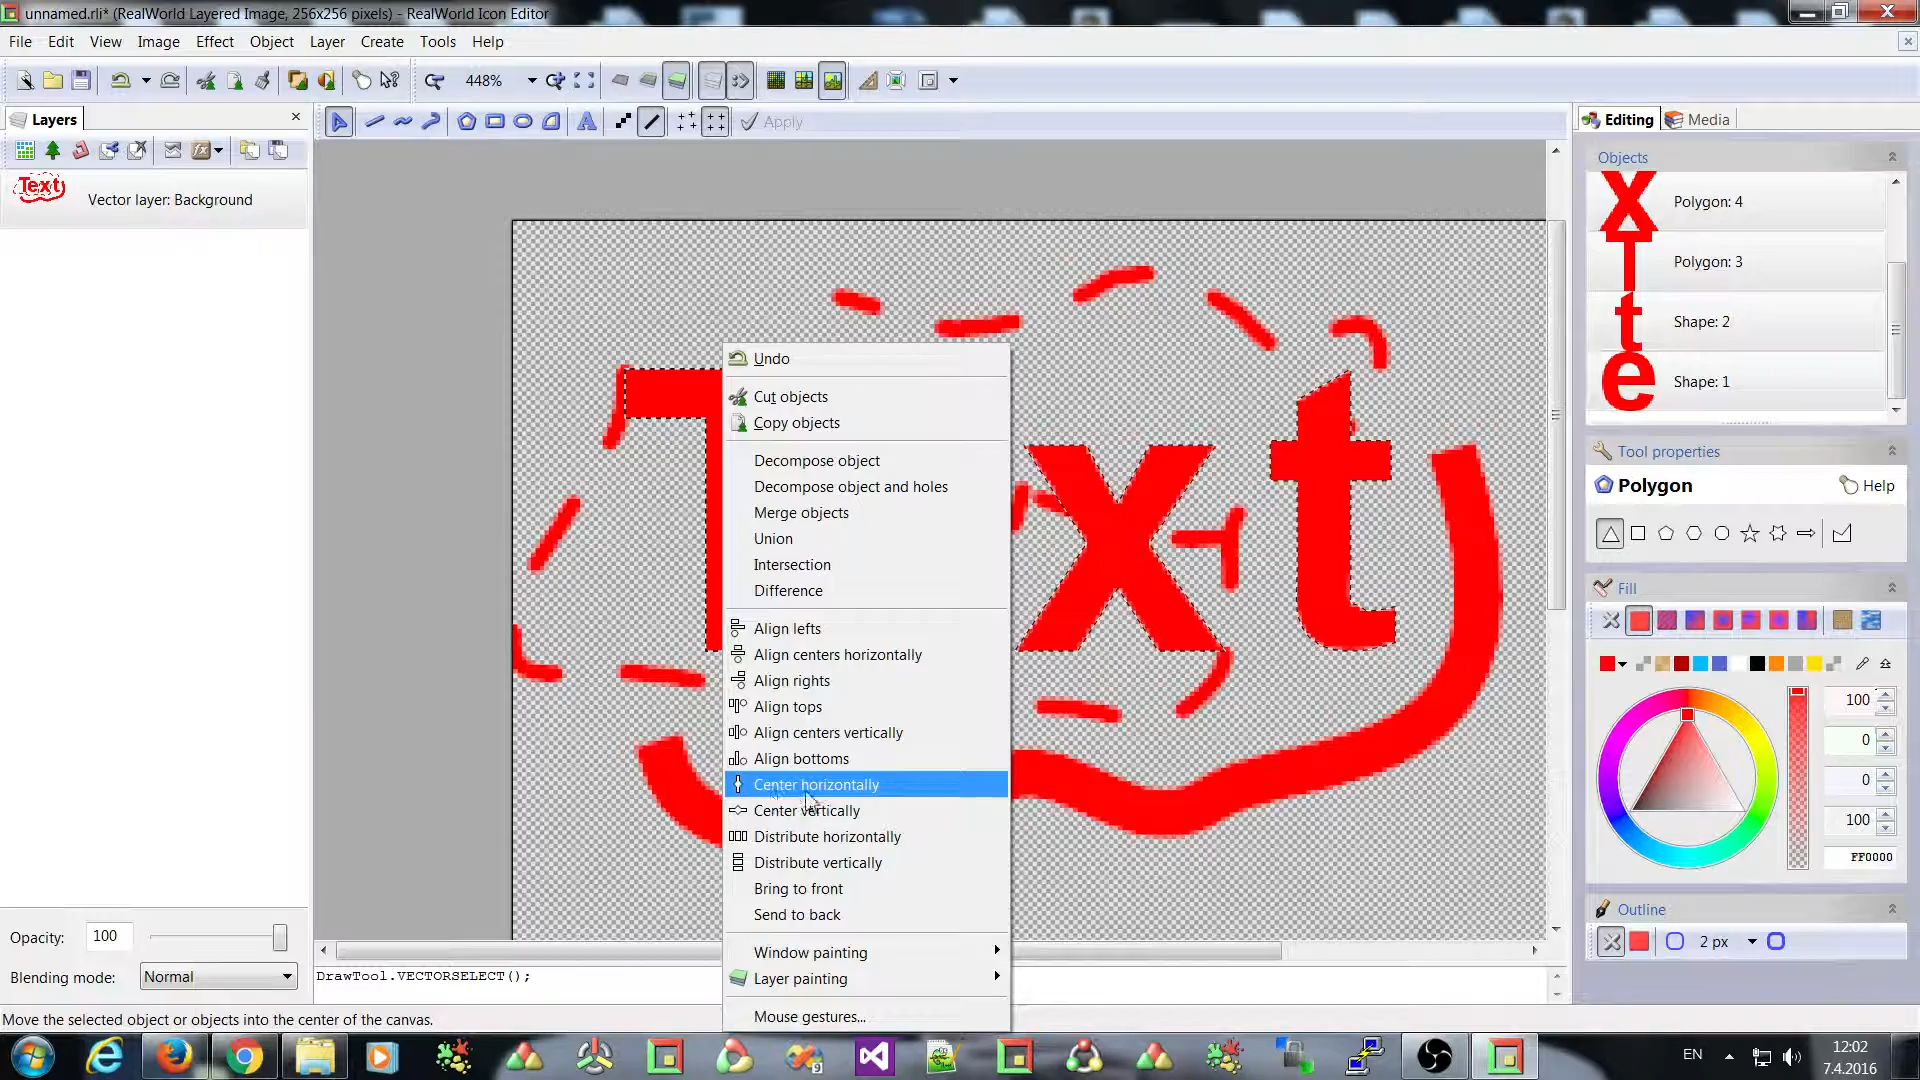 unnamed.rli* (RealWorld Layered Image, 256x256 pixels) - RealWorld Icon Editor
File Edit View Image Effect Object Layer Create Tools Help
448%
Layers
Apply
Text
Vector layer: Background
Opacity: 100
Blending mode: Normal
Text
Undo
Cut objects
Copy objects
Decompose object
Decompose object and holes
Merge objects
Union
Intersection
Difference
Align lefts
Align centers horizontally
Align rights
Align tops
Align centers vertically
Align bottoms
Center horizontally
Center vertically
Distribute horizontally
Distribute vertically
Bring to front
Send to back
Window painting
Layer painting
Mouse gestures...
DrawTool.VECTORSELECT();
Editing Media
Objects
x Polygon: 4
T Polygon: 3
t Shape: 2
e Shape: 1
Tool properties
Polygon Help
Fill
100
0
0
100
FF0000
Outline
2 px
Move the selected object or objects into the center of the canvas.
9
EN
12:02
7.4.2016